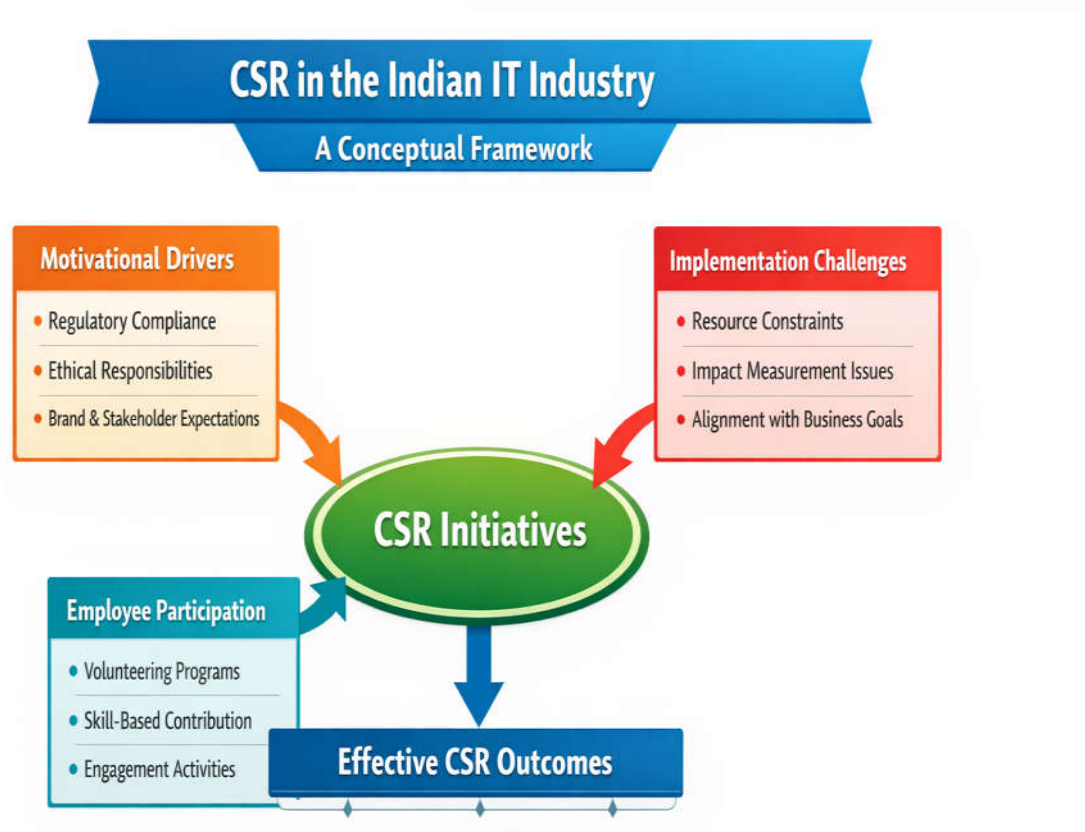 CSR in the Indian IT Industry
A Conceptual Framework
Motivational Drivers
• Regulatory Compliance
• Ethical Responsibilities
• Brand & Stakeholder Expectations
Implementation Challenges
• Resource Constraints
• Impact Measurement Issues
• Alignment with Business Goals
CSR Initiatives
Employee Participation
• Volunteering Programs
• Skill-Based Contribution
• Engagement Activities
Effective CSR Outcomes